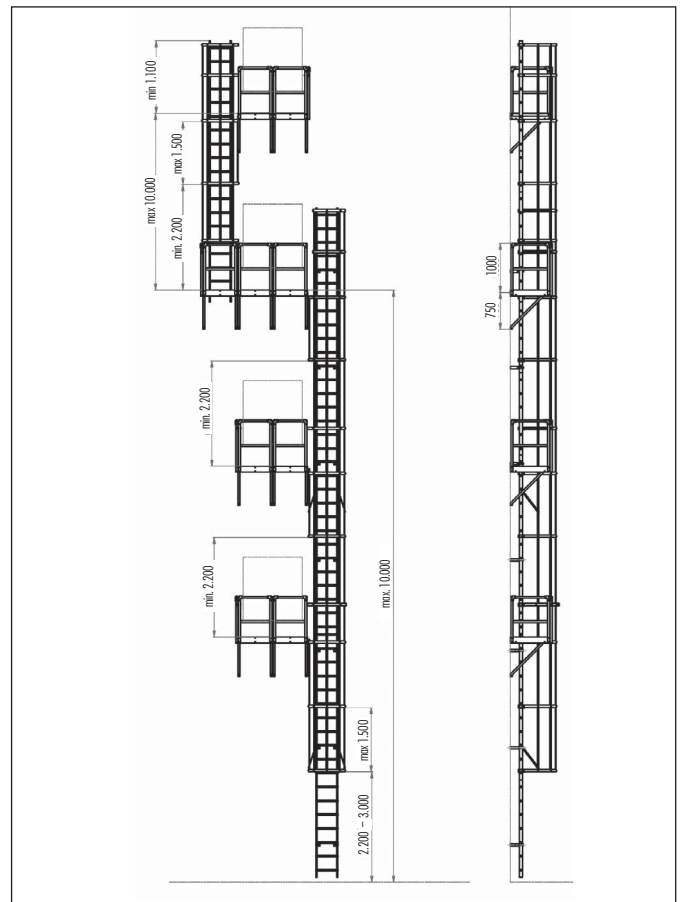 min 1.100
max 1.500
max 10.000
min. 2.200
1000
750
min. 2.200
min. 2.200
max. 10.000
max 1.500
2.200 – 3.000